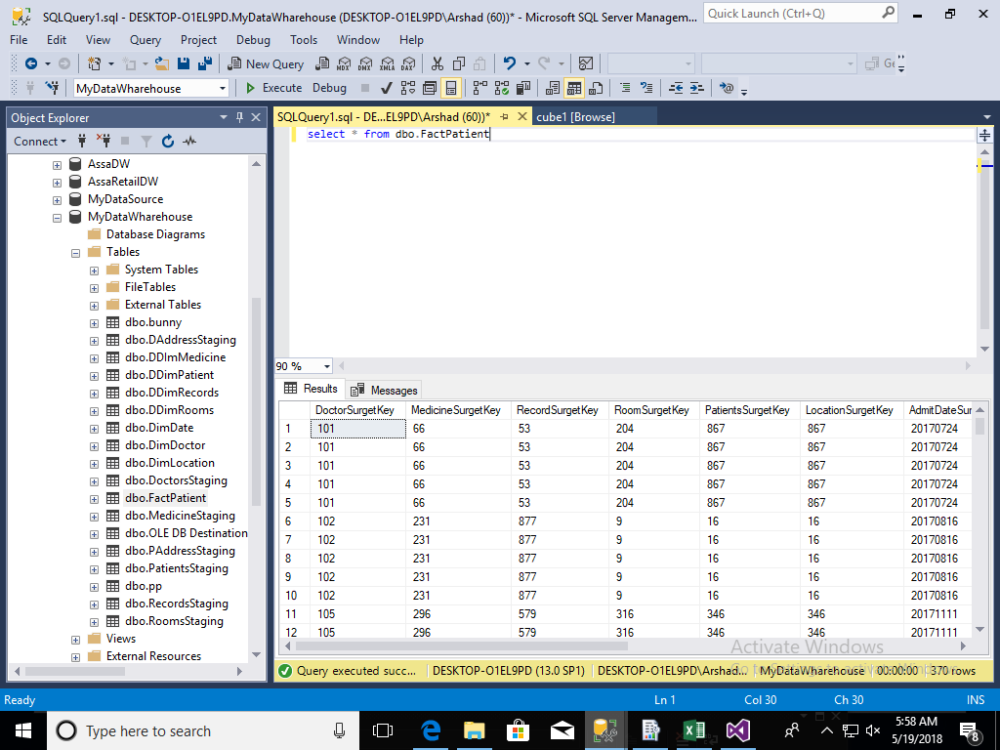 SQLQuery1.sql - DESKTOP-O1EL9PD.MyDataWharehouse (DESKTOP-O1EL9PD\Arshad (60))* - Microsoft SQL Server Managem...
Quick Launch (Ctrl+Q)
File Edit View Query Project Debug Tools Window Help
New Query MDX DMX XMLA DAX
MyDataWharehouse Execute Debug
Object Explorer
SQLQuery1.sql - DE...EL9PD\Arshad (60))* cube1 [Browse]
Connect
select * from dbo.FactPatient
AssaDW
AssaRetailDW
MyDataSource
MyDataWharehouse
Database Diagrams
Tables
System Tables
FileTables
External Tables
dbo.bunny
dbo.DAddressStaging
dbo.DDImMedicine
dbo.DDimPatient
dbo.DDimRecords
dbo.DDimRooms
dbo.DimDate
dbo.DimDoctor
dbo.DimLocation
dbo.DoctorsStaging
dbo.FactPatient
dbo.MedicineStaging
dbo.OLE DB Destination
dbo.PAddressStaging
dbo.PatientsStaging
dbo.pp
dbo.RecordsStaging
dbo.RoomsStaging
Views
External Resources
90 %
Results Messages
DoctorSurgetKey MedicineSurgetKey RecordSurgetKey RoomSurgetKey PatientsSurgetKey LocationSurgetKey AdmitDateSur
1 101 66 53 204 867 867 20170724
2 101 66 53 204 867 867 20170724
3 101 66 53 204 867 867 20170724
4 101 66 53 204 867 867 20170724
5 101 66 53 204 867 867 20170724
6 102 231 877 9 16 16 20170816
7 102 231 877 9 16 16 20170816
8 102 231 877 9 16 16 20170816
9 102 231 877 9 16 16 20170816
10 102 231 877 9 16 16 20170816
11 105 296 579 316 346 346 20171111
12 105 296 579 316 346 346 20171111
Activate Windows
Go to Settings to activate Windows.
Query executed succ... DESKTOP-O1EL9PD (13.0 SP1) DESKTOP-O1EL9PD\Arshad... MyDataWharehouse 00:00:00 370 rows
Ready Ln 1 Col 30 Ch 30 INS
Type here to search
5:58 AM
5/19/2018
8